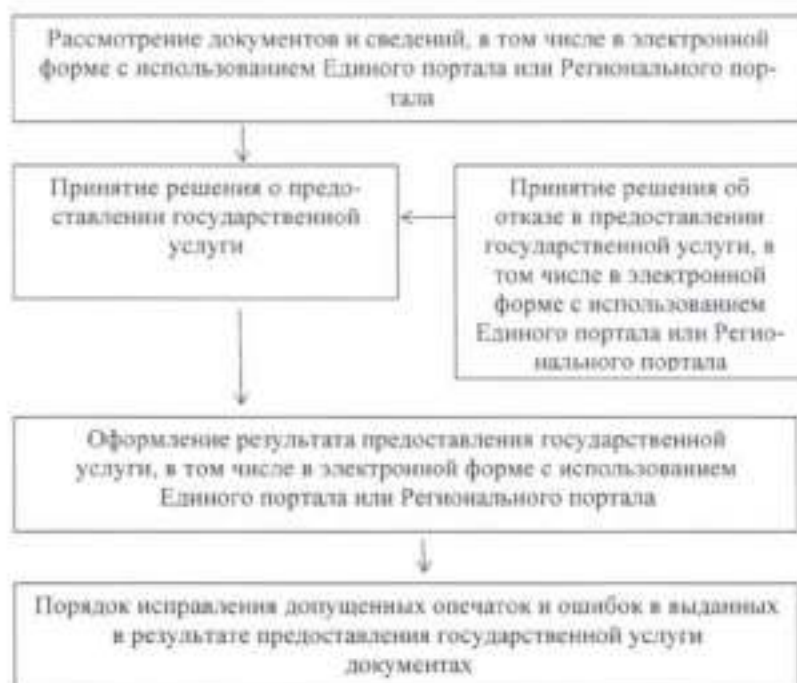 Рассмотрение документов и сведений, в том числе в электронной
форме с использованием Единого портала или Регионального пор-
тала
Принятие решения о предо-
ставлении государственной
услуги
Принятие решения об
отказе в предоставлении
государственной услуги, в
том числе в электронной
форме с использованием
Единого портала или Регио-
нального портала
Оформление результата предоставления государственной
услуги, в том числе в электронной форме с использованием
Единого портала или Регионального портала
Порядок исправления допущенных опечаток и ошибок в выданных
в результате предоставления государственной услуги
документах